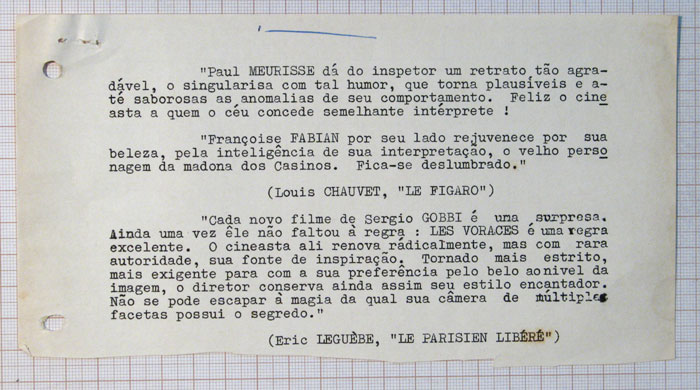 "Paul MEURISSE dá do inspetor um retrato tão agra-
dável, o singularisa com tal humor, que torna plausíveis e a-
té saborosas as anomalias de seu comportamento. Feliz o cine
asta a quem o céu concede semelhante intérprete !
"Françoise FABIAN por seu lado rejuvenece por sua
beleza, pela inteligência de sua interpretação, o velho perso
nagem da madona dos Casinos. Fica-se deslumbrado."
(Louis CHAUVET, "LE FIGARO")
"Cada novo filme de Sergio GOBBI é uma surpresa.
Ainda uma vez êle não faltou à regra : LES VORACES é uma regra
excelente. O cineasta ali renova radicalmente, mas com rara
autoridade, sua fonte de inspiração. Tornado mais estrito,
mais exigente para com a sua preferência pelo belo ao nivel da
imagem, o diretor conserva ainda assim seu estilo encantador.
Não se pode escapar à magia da qual sua câmera de múltiples
facetas possui o segredo."
(Eric LEGUÈBE, "LE PARISIEN LIBÉRÉ")